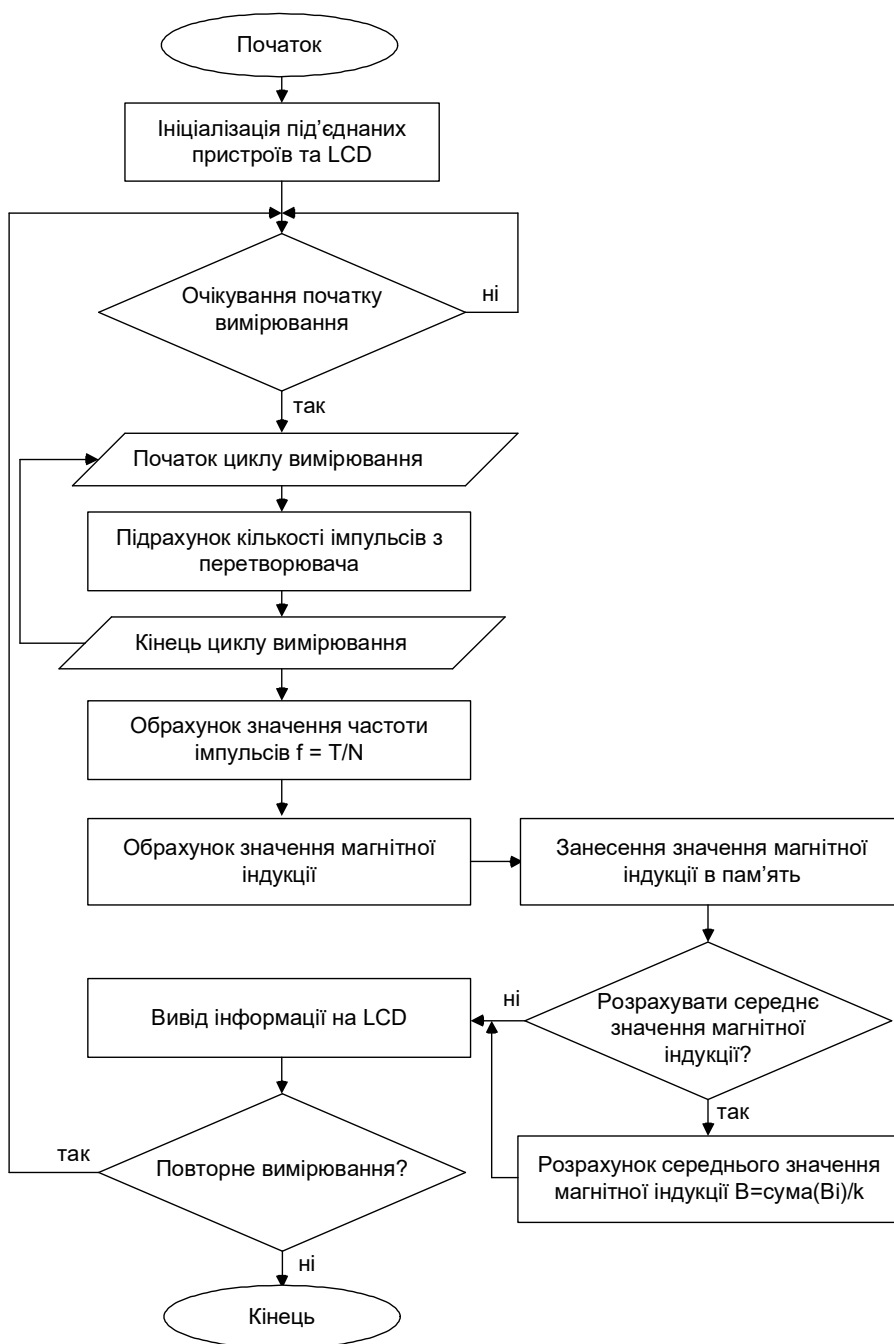 Початок
Ініціалізація під’єднаних
пристроїв та LCD
Очікування початку
вимірювання
ні
так
Початок циклу вимірювання
Підрахунок кількості імпульсів з
перетворювача
Кінець циклу вимірювання
Обрахунок значення частоти
імпульсів f = T/N
Обрахунок значення магнітної
індукції
Занесення значення магнітної
індукції в пам’ять
Розрахувати середнє
значення магнітної
індукції?
ні
так
Розрахунок середнього значення
магнітної індукції B=сума(Bi)/k
Вивід інформації на LCD
Повторне вимірювання?
так
ні
Кінець